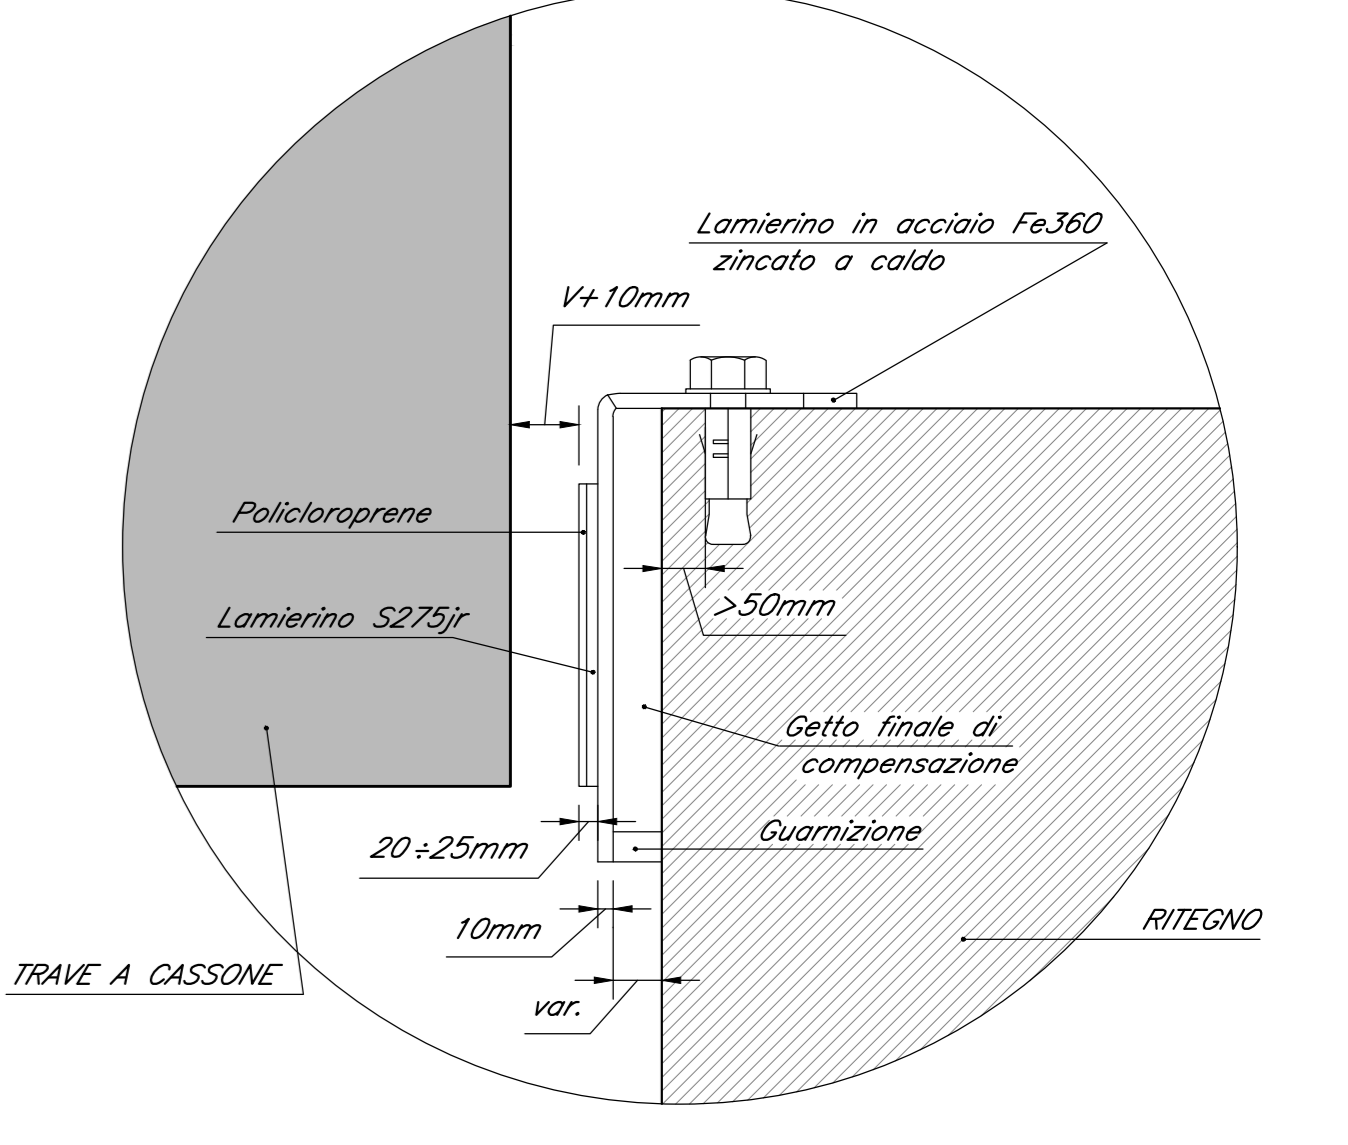 Lamierino in acciaio Fe360
zincato a caldo
V+10mm
Policloroprene
>50mm
Lamierino S275jr
Getto finale di
compensazione
Guarnizione
20÷25mm
10mm
RITEGNO
TRAVE A CASSONE
var.